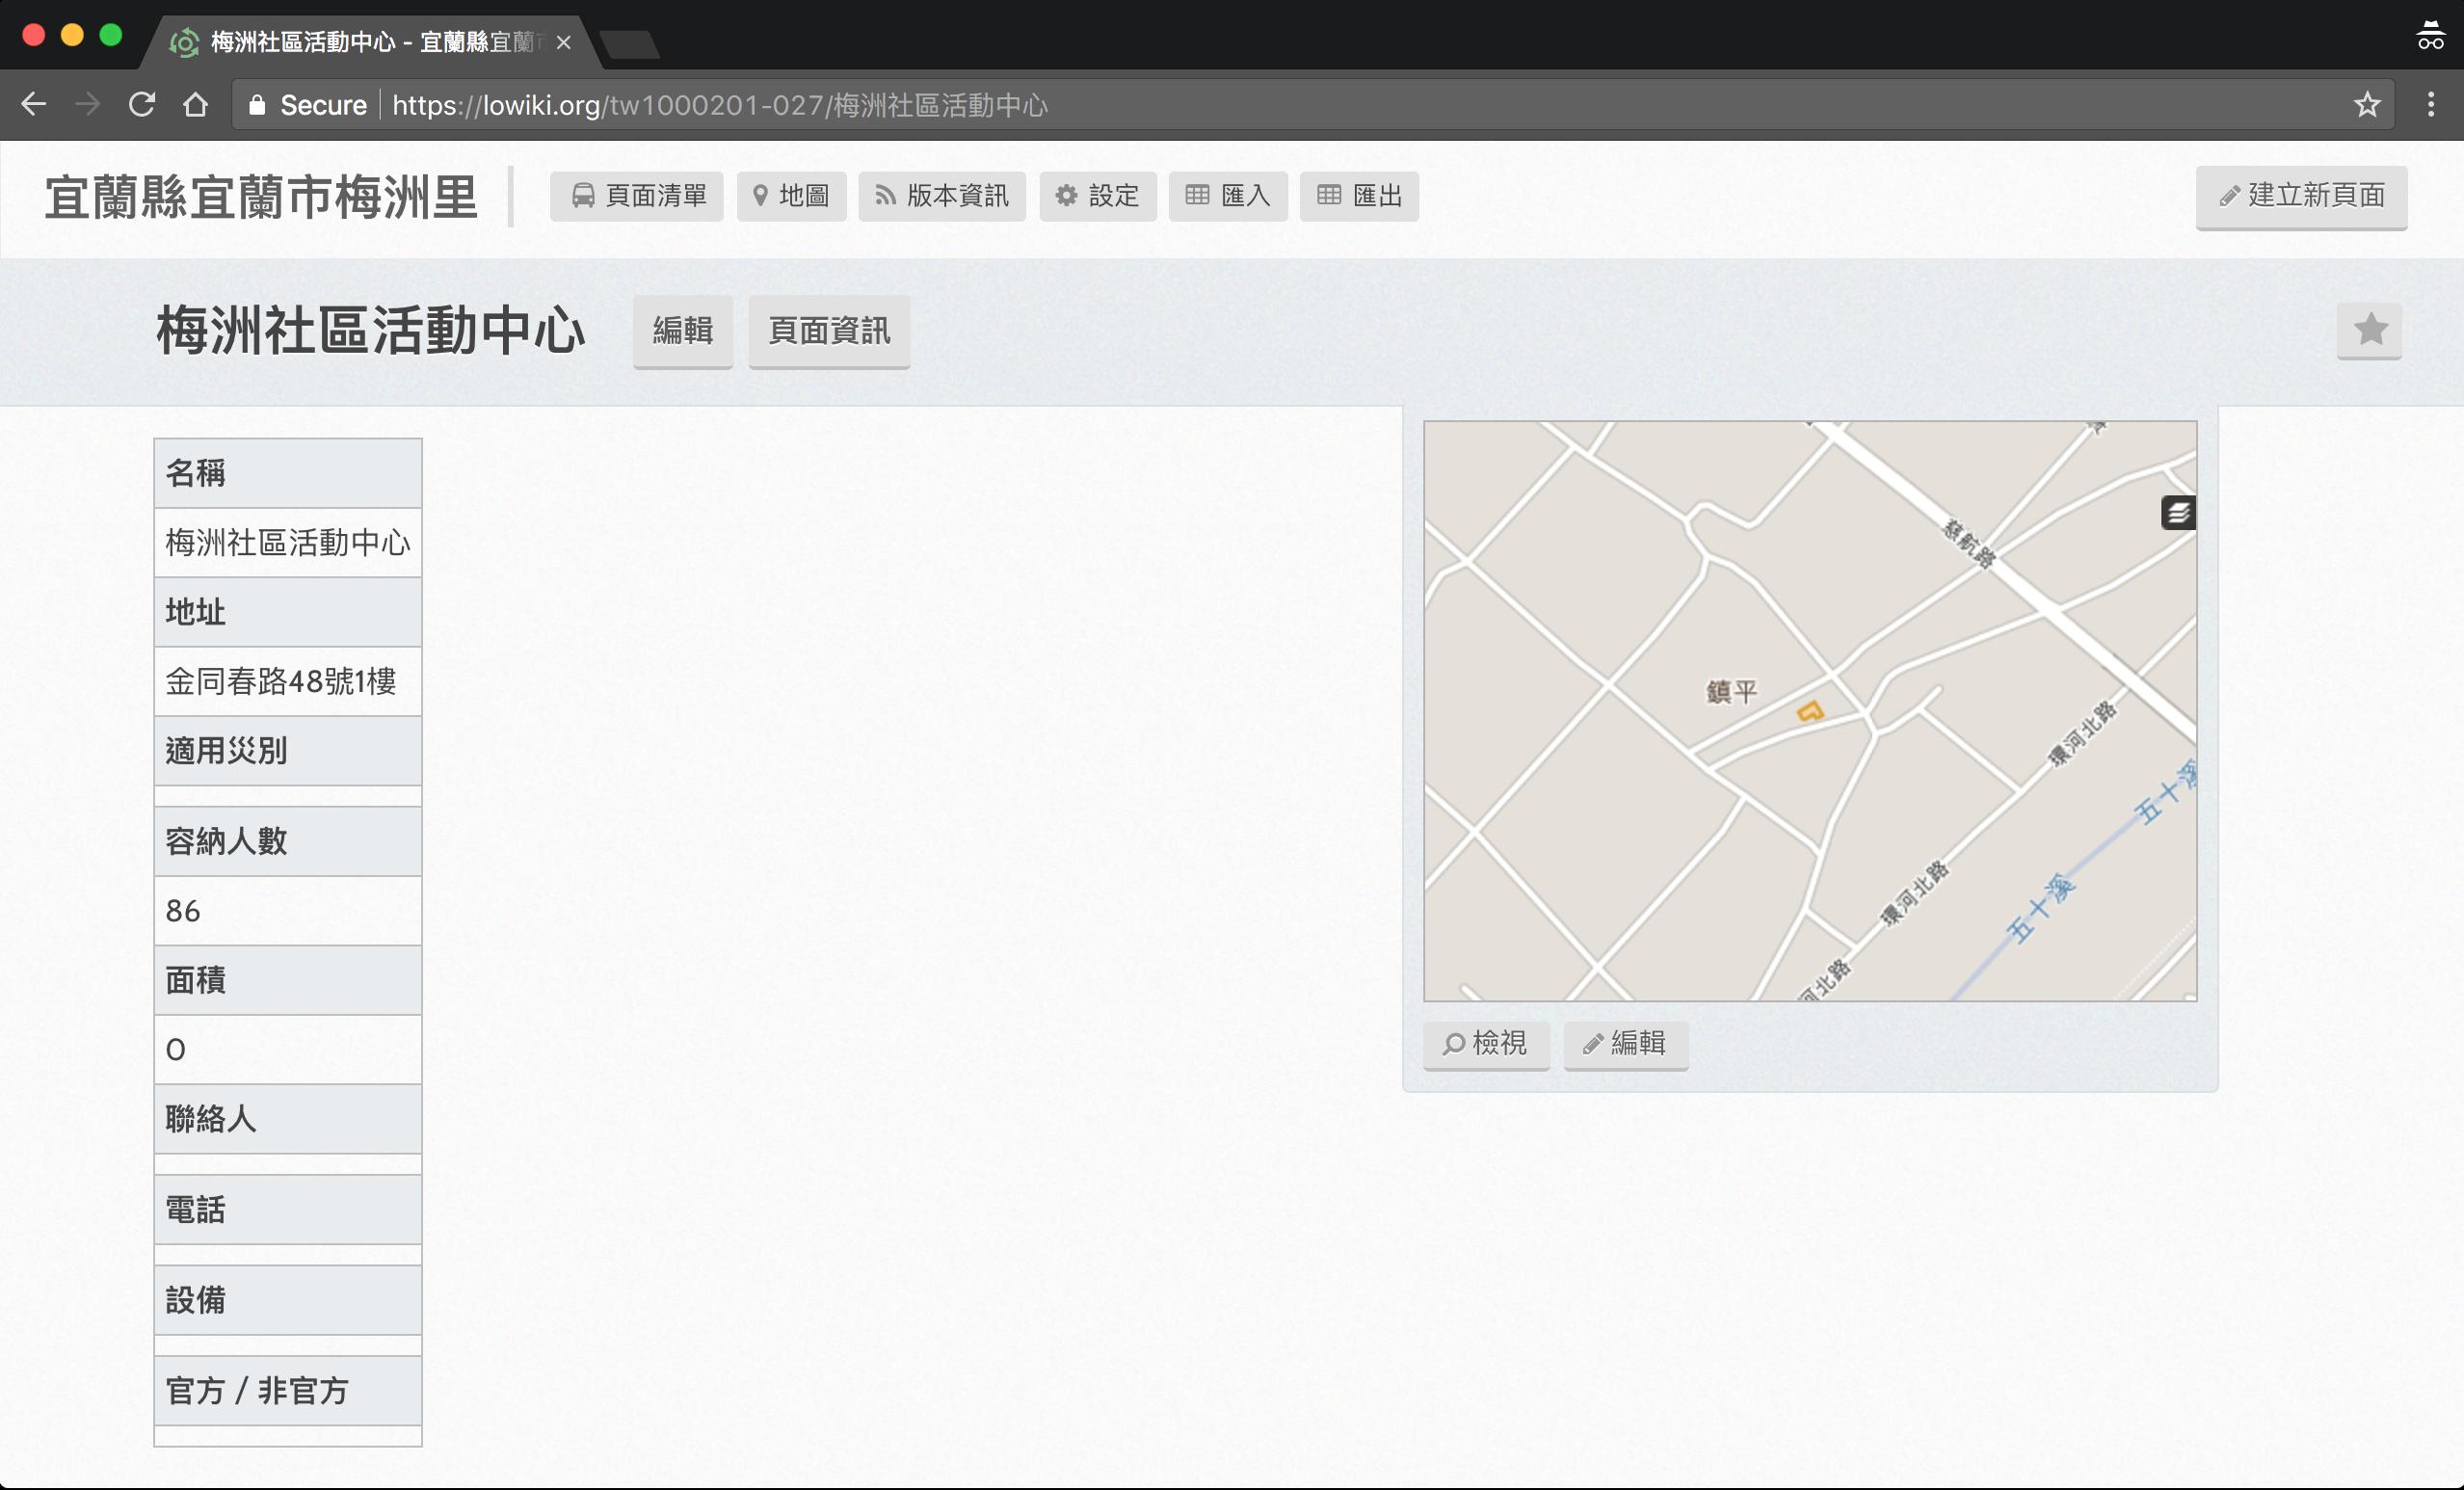 梅洲社區活動中心 - 宜蘭縣宜蘭市
Secure https://lowiki.org/tw1000201-027/梅洲社區活動中心
宜蘭縣宜蘭市梅洲里 頁面清單 地圖 版本資訊 設定 匯入 匯出 建立新頁面
梅洲社區活動中心 編輯 頁面資訊
名稱
梅洲社區活動中心
地址
金同春路48號1樓
適用災別
容納人數
86
面積
0
聯絡人
電話
設備
官方 / 非官方
慈航路
鎮平
環河北路
五十溪
環河北路
五十溪
河北路
檢視 編輯